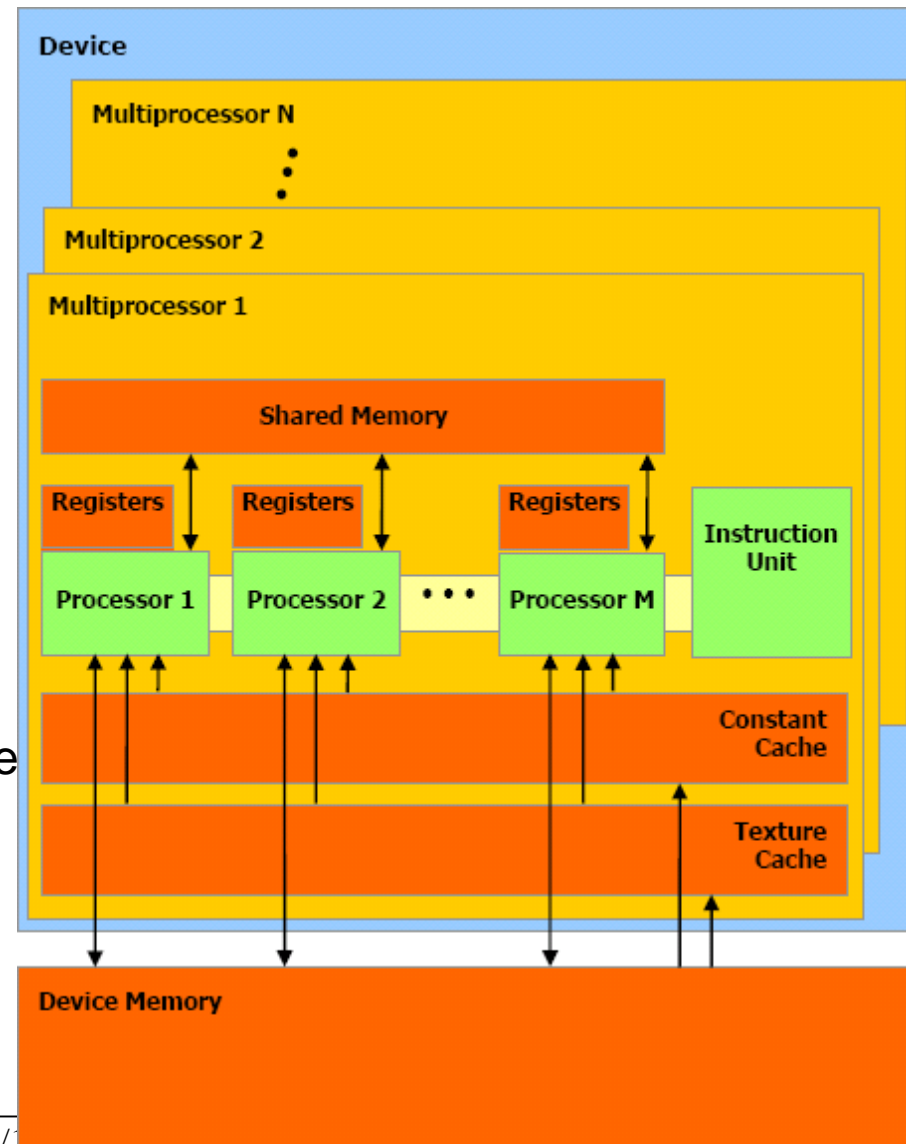 Device
Multiprocessor N
Multiprocessor 2
Multiprocessor 1
Shared Memory
Registers
Registers
Registers
Instruction
Unit
Processor 1
Processor 2
• • •
Processor M
Constant
Cache
e
Texture
Cache
Device Memory